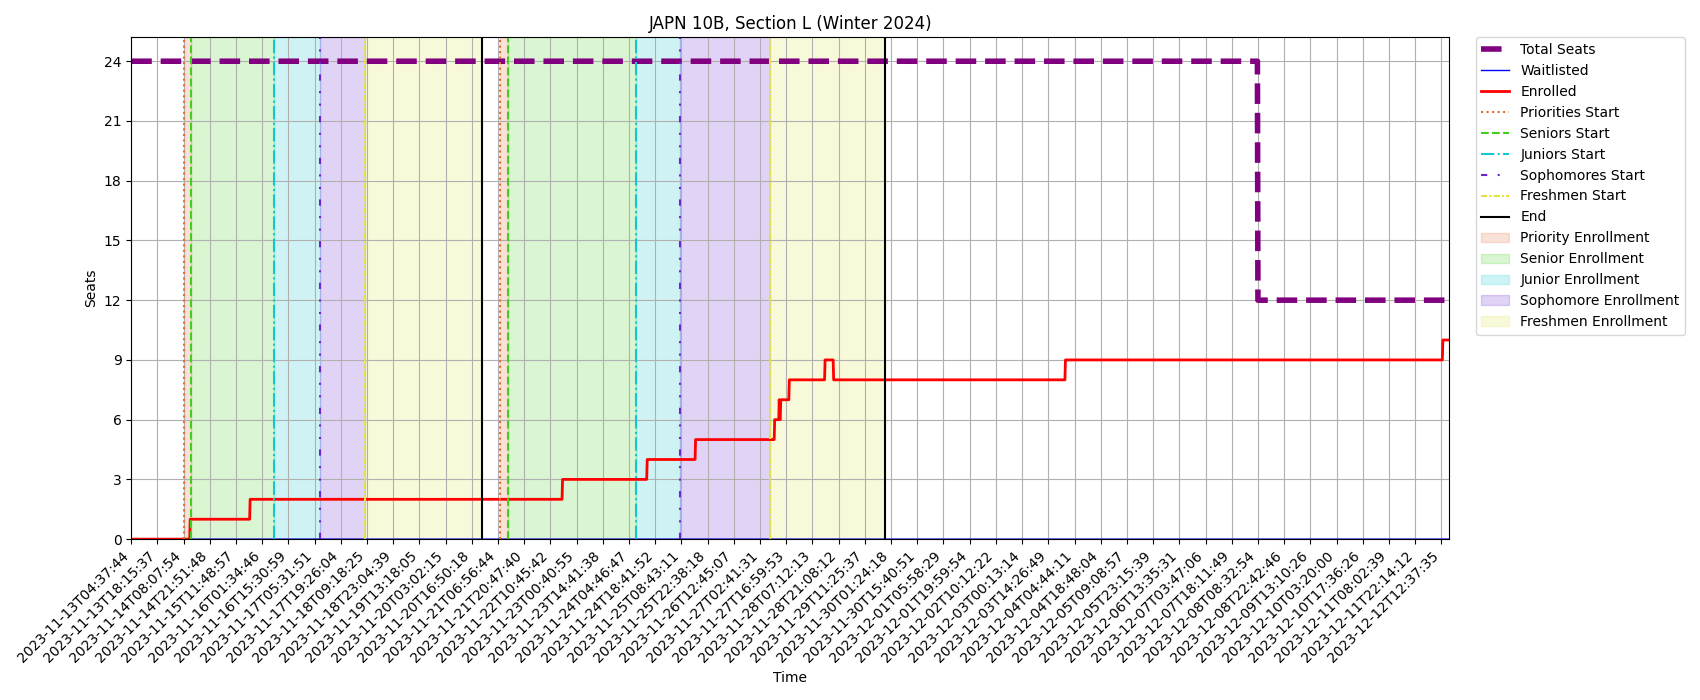 JAPN 10B, Section L (Winter 2024)
Seats
24
21
18
15
12
9
6
3
0
2023-11-13T04:37:44
2023-11-13T18:15:37
2023-11-14T08:07:54
2023-11-14T21:51:48
2023-11-15T11:48:57
2023-11-16T01:34:46
2023-11-16T15:30:59
2023-11-17T05:31:51
2023-11-17T19:26:04
2023-11-18T09:18:25
2023-11-18T23:04:39
2023-11-19T13:18:05
2023-11-20T03:02:15
2023-11-20T16:50:18
2023-11-21T06:56:44
2023-11-21T20:47:40
2023-11-22T10:45:42
2023-11-23T00:40:55
2023-11-23T14:41:38
2023-11-24T04:46:47
2023-11-24T18:41:52
2023-11-25T08:43:11
2023-11-25T22:38:19
2023-11-26T12:45:07
2023-11-27T02:41:31
2023-11-27T16:59:53
2023-11-28T07:12:13
2023-11-28T21:08:12
2023-11-29T11:25:37
2023-11-30T01:24:18
2023-11-30T15:40:51
2023-12-01T05:58:29
2023-12-01T19:59:54
2023-12-02T10:12:22
2023-12-03T00:13:14
2023-12-03T14:26:49
2023-12-04T04:44:11
2023-12-04T18:48:04
2023-12-05T09:08:57
2023-12-05T23:15:39
2023-12-06T13:35:31
2023-12-07T03:47:06
2023-12-07T18:11:49
2023-12-08T08:32:54
2023-12-08T22:42:46
2023-12-09T13:10:26
2023-12-10T03:20:00
2023-12-10T17:36:26
2023-12-11T08:02:39
2023-12-11T22:14:12
2023-12-12T12:37:35
Time
Total Seats
Waitlisted
Enrolled
Priorities Start
Seniors Start
Juniors Start
Sophomores Start
Freshmen Start
End
Priority Enrollment
Senior Enrollment
Junior Enrollment
Sophomore Enrollment
Freshmen Enrollment